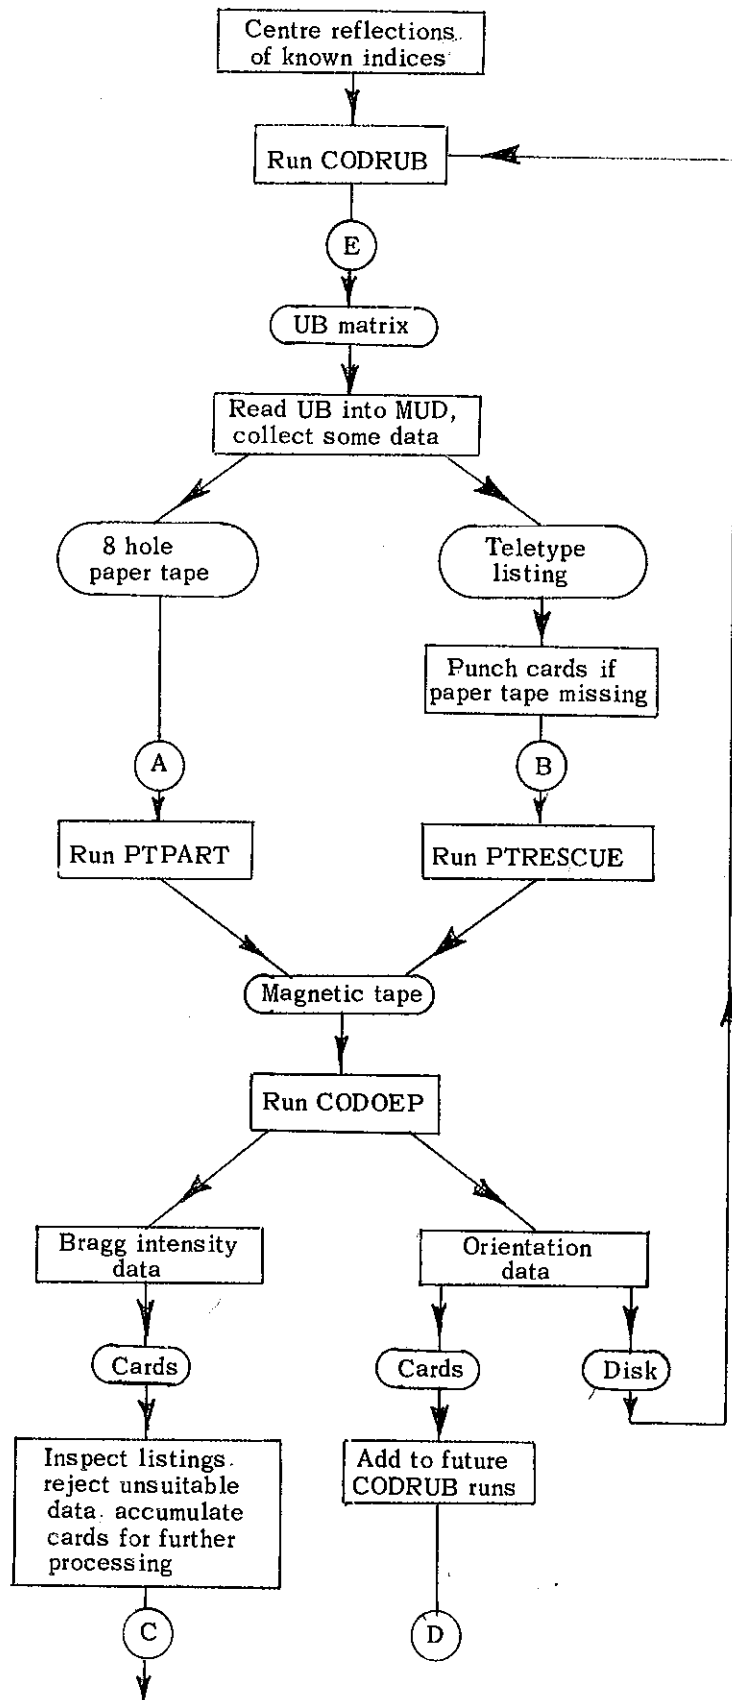 Centre reflections
of known indices
Run CODRUB
E
UB matrix
Read UB into MUD,
collect some data
8 hole
paper tape
Teletype
listing
Punch cards if
paper tape missing
A
B
Run PTPART
Run PTRESCUE
Magnetic tape
Run CODOEP
Bragg intensity
data
Orientation
data
Cards
Cards
Disk
Inspect listings.
reject unsuitable
data. accumulate
cards for further
processing
Add to future
CODRUB runs
C
D